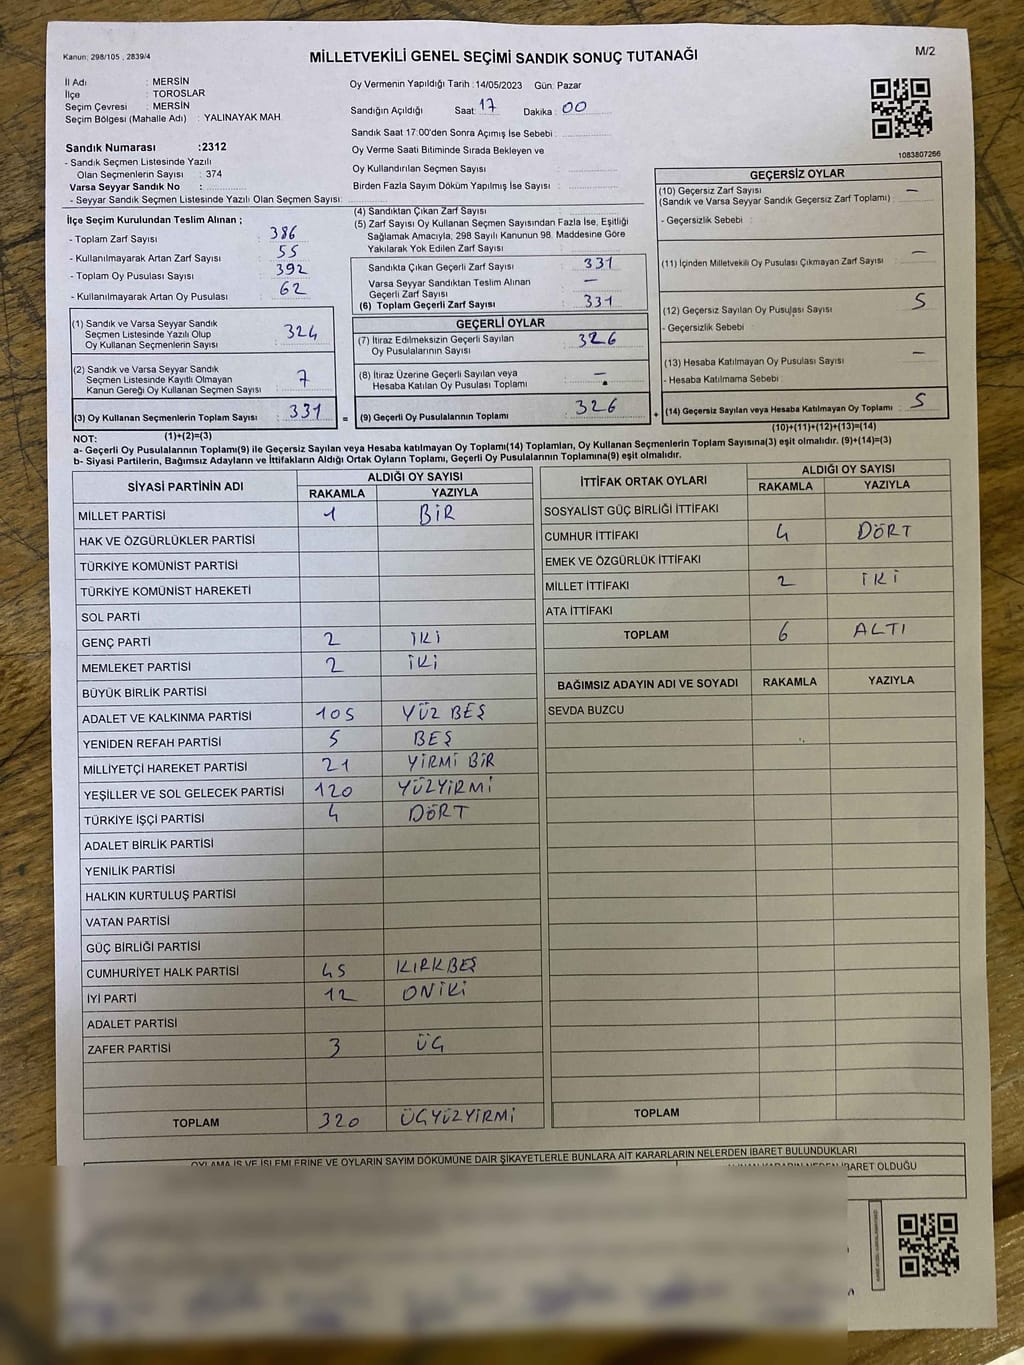 Kanun: 298/105 , 2839/4
MİLLETVEKİLİ GENEL SEÇİMİ SANDIK SONUÇ TUTANAĞI
M/2
İl Adı : MERSİN
İlçe : TOROSLAR
Seçim Çevresi : MERSİN
Seçim Bölgesi (Mahalle Adı) : YALINAYAK MAH
Sandık Numarası :2312
- Sandık Seçmen Listesinde Yazılı
Olan Seçmenlerin Sayısı : 374
Varsa Seyyar Sandık No :
- Seyyar Sandık Seçmen Listesinde Yazılı Olan Seçmen Sayısı:
Oy Vermenin Yapıldığı Tarih : 14/05/2023 Gün: Pazar
Sandığın Açıldığı Saat: 17 Dakika : 00
Sandık Saat 17:00'den Sonra Açımış İse Sebebi :
Oy Verme Saati Bitiminde Sırada Bekleyen ve
Oy Kullandırılan Seçmen Sayısı :
Birden Fazla Sayım Döküm Yapılmış İse Sayısı :
1083807266
İlçe Seçim Kurulundan Teslim Alınan ;
- Toplam Zarf Sayısı : 386
- Kullanılmayarak Artan Zarf Sayısı : 55
- Toplam Oy Pusulası Sayısı : 392
- Kullanılmayarak Artan Oy Pusulası : 62
(1) Sandık ve Varsa Seyyar Sandık
Seçmen Listesinde Yazılı Olup
Oy Kullanan Seçmenlerin Sayısı : 324
(2) Sandık ve Varsa Seyyar Sandık
Seçmen Listesinde Kayıtlı Olmayan
Kanun Gereği Oy Kullanan Seçmen Sayısı : 7
(3) Oy Kullanan Seçmenlerin Toplam Sayısı : 331 =
(1)+(2)=(3)
(4) Sandıktan Çıkan Zarf Sayısı :
(5) Zarf Sayısı Oy Kullanan Seçmen Sayısından Fazla İse, Eşitliği
Sağlamak Amacıyla, 298 Sayılı Kanunun 98. Maddesine Göre
Yakılarak Yok Edilen Zarf Sayısı :
Sandıkta Çıkan Geçerli Zarf Sayısı : 331
Varsa Seyyar Sandıktan Teslim Alınan
Geçerli Zarf Sayısı : —
(6) Toplam Geçerli Zarf Sayısı : 331
GEÇERLİ OYLAR
(7) İtiraz Edilmeksizin Geçerli Sayılan
Oy Pusulalarının Sayısı : 326
(8) İtiraz Üzerine Geçerli Sayılan veya
Hesaba Katılan Oy Pusulası Toplamı : —
(9) Geçerli Oy Pusulalarının Toplamı : 326 +
GEÇERSİZ OYLAR
(10) Geçersiz Zarf Sayısı : —
(Sandık ve Varsa Seyyar Sandık Geçersiz Zarf Toplamı)
- Geçersizlik Sebebi :
(11) İçinden Milletvekili Oy Pusulası Çıkmayan Zarf Sayısı : —
(12) Geçersiz Sayılan Oy Pusulası Sayısı : 5
- Geçersizlik Sebebi :
(13) Hesaba Katılmayan Oy Pusulası Sayısı : —
- Hesaba Katılmama Sebebi :
(14) Geçersiz Sayılan veya Hesaba Katılmayan Oy Toplamı : 5
(10)+(11)+(12)+(13)=(14)
NOT:
a- Geçerli Oy Pusulalarının Toplamı(9) ile Geçersiz Sayılan veya Hesaba katılmayan Oy Toplamı(14) Toplamları, Oy Kullanan Seçmenlerin Toplam Sayısına(3) eşit olmalıdır. (9)+(14)=(3)
b- Siyasi Partilerin, Bağımsız Adayların ve İttifakların Aldığı Ortak Oyların Toplamı, Geçerli Oy Pusulalarının Toplamına(9) eşit olmalıdır.
SİYASİ PARTİNİN ADI ALDIĞI OY SAYISI
RAKAMLA YAZIYLA
MİLLET PARTİSİ 1 BİR
HAK VE ÖZGÜRLÜKLER PARTİSİ
TÜRKİYE KOMÜNİST PARTİSİ
TÜRKİYE KOMÜNİST HAREKETİ
SOL PARTİ
GENÇ PARTİ 2 İKİ
MEMLEKET PARTİSİ 2 İKİ
BÜYÜK BİRLİK PARTİSİ
ADALET VE KALKINMA PARTİSİ 105 YÜZ BEŞ
YENİDEN REFAH PARTİSİ 5 BEŞ
MİLLİYETÇİ HAREKET PARTİSİ 21 YİRMİ BİR
YEŞİLLER VE SOL GELECEK PARTİSİ 120 YÜZYİRMİ
TÜRKİYE İŞÇİ PARTİSİ 4 DÖRT
ADALET BİRLİK PARTİSİ
YENİLİK PARTİSİ
HALKIN KURTULUŞ PARTİSİ
VATAN PARTİSİ
GÜÇ BİRLİĞİ PARTİSİ
CUMHURİYET HALK PARTİSİ 45 KIRKBEŞ
İYİ PARTİ 12 ONİKİ
ADALET PARTİSİ
ZAFER PARTİSİ 3 ÜÇ
TOPLAM 320 ÜÇYÜZYİRMİ
İTTİFAK ORTAK OYLARI ALDIĞI OY SAYISI
RAKAMLA YAZIYLA
SOSYALİST GÜÇ BİRLİĞİ İTTİFAKI
CUMHUR İTTİFAKI 4 DÖRT
EMEK VE ÖZGÜRLÜK İTTİFAKI
MİLLET İTTİFAKI 2 İKİ
ATA İTTİFAKI
TOPLAM 6 ALTI
BAĞIMSIZ ADAYIN ADI VE SOYADI RAKAMLA YAZIYLA
SEVDA BUZCU
TOPLAM
OYLAMA İŞ VE İŞLEMLERİNE VE OYLARIN SAYIM DÖKÜMÜNE DAİR ŞİKAYETLERLE BUNLARA AİT KARARLARIN NELERDEN İBARET BULUNDUKLARI
OLDUĞU